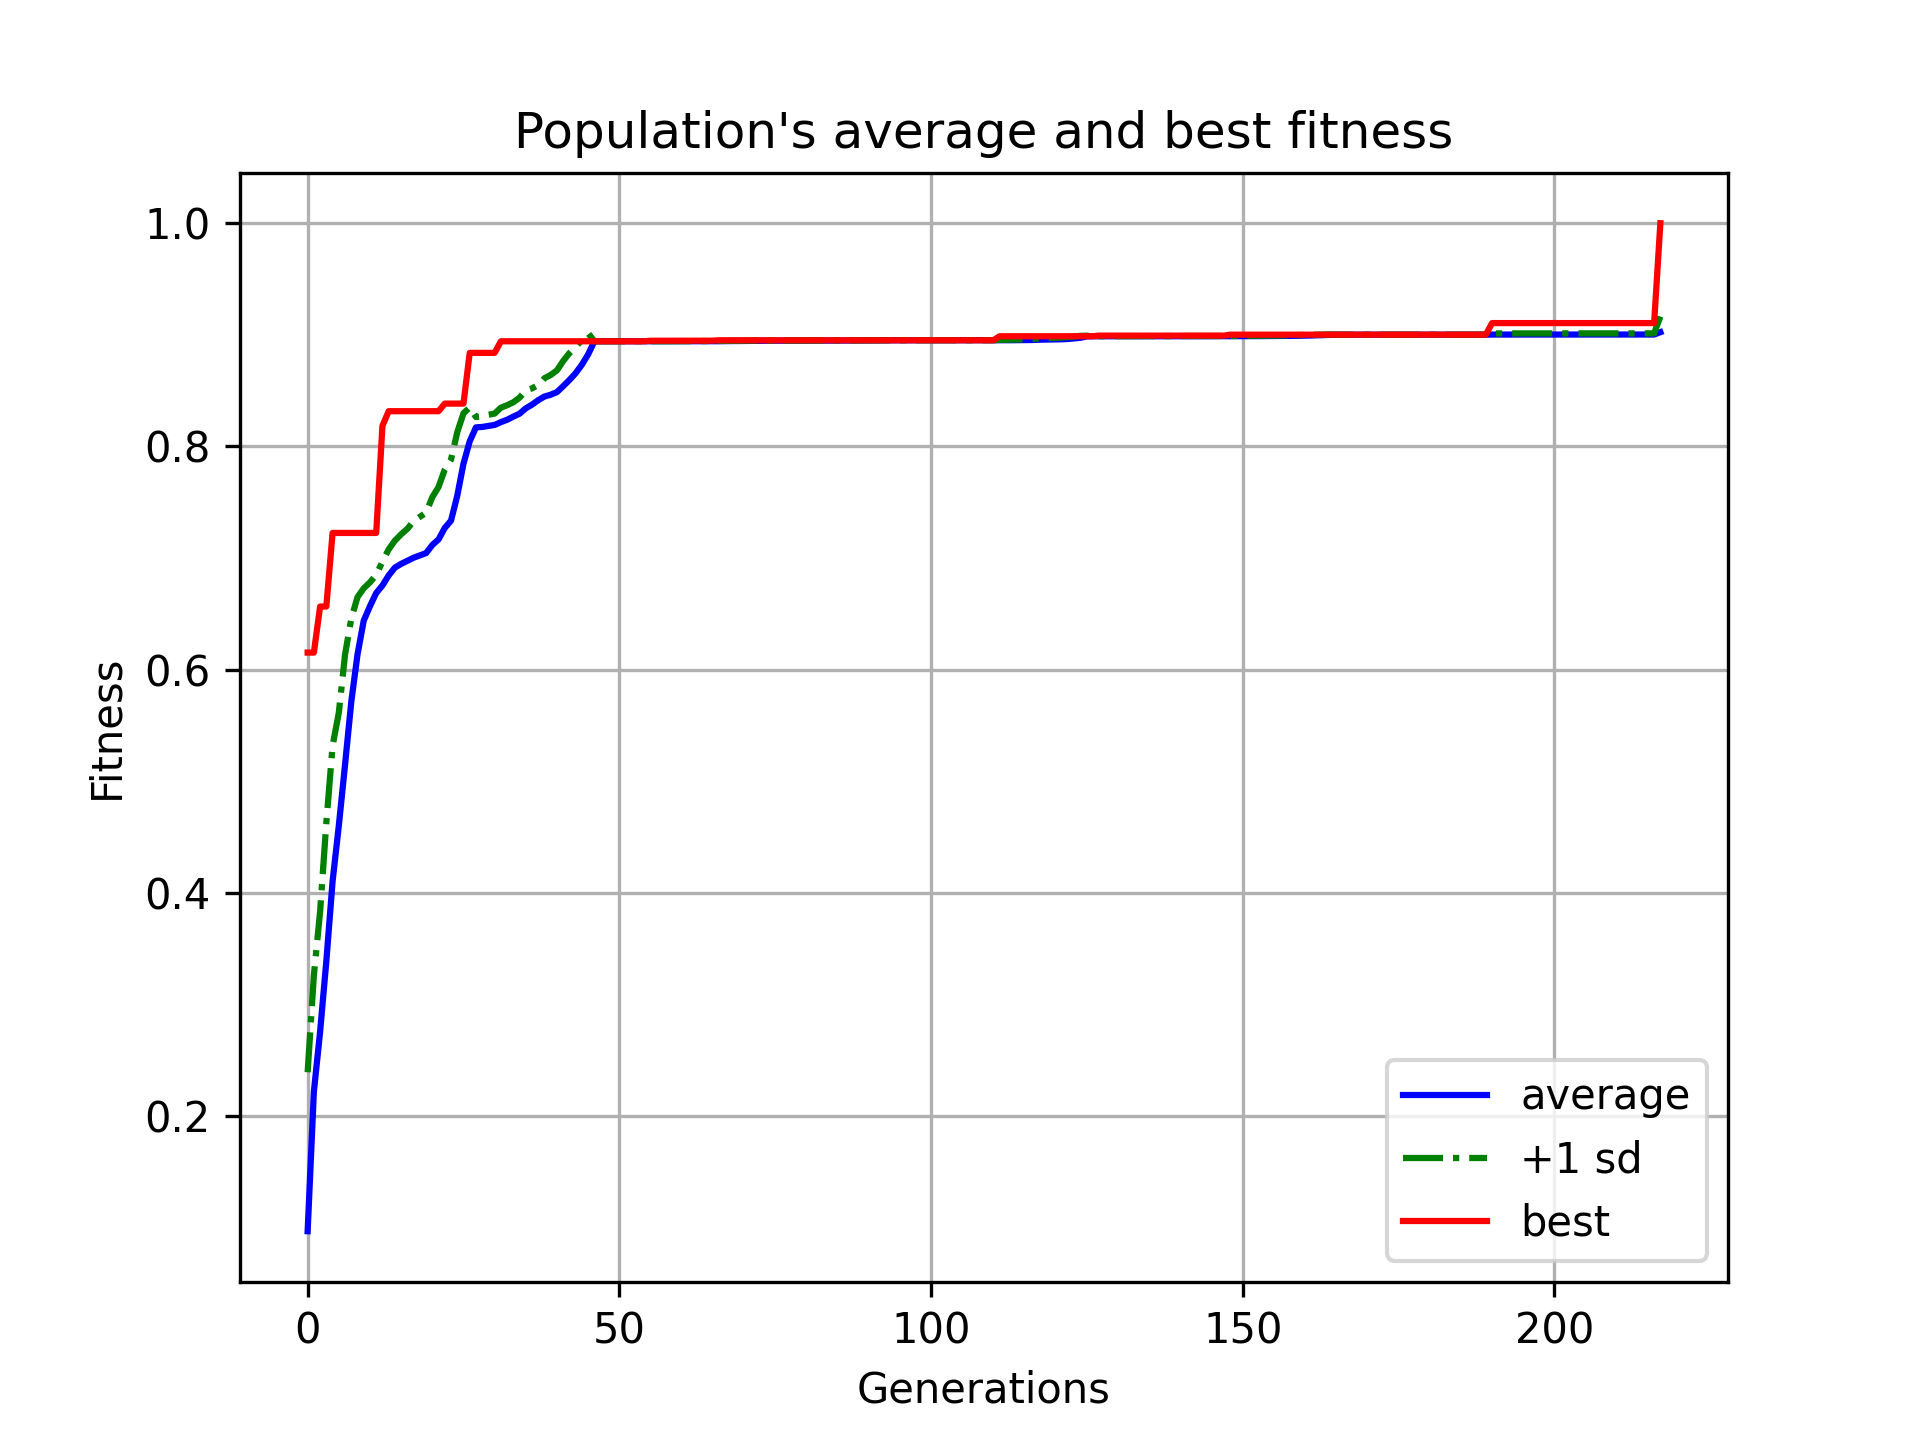 Population's average and best fitness
1.0
0.8
0.6
0.4
0.2
Fitness
0 50 100 150 200
Generations
average
+1 sd
best